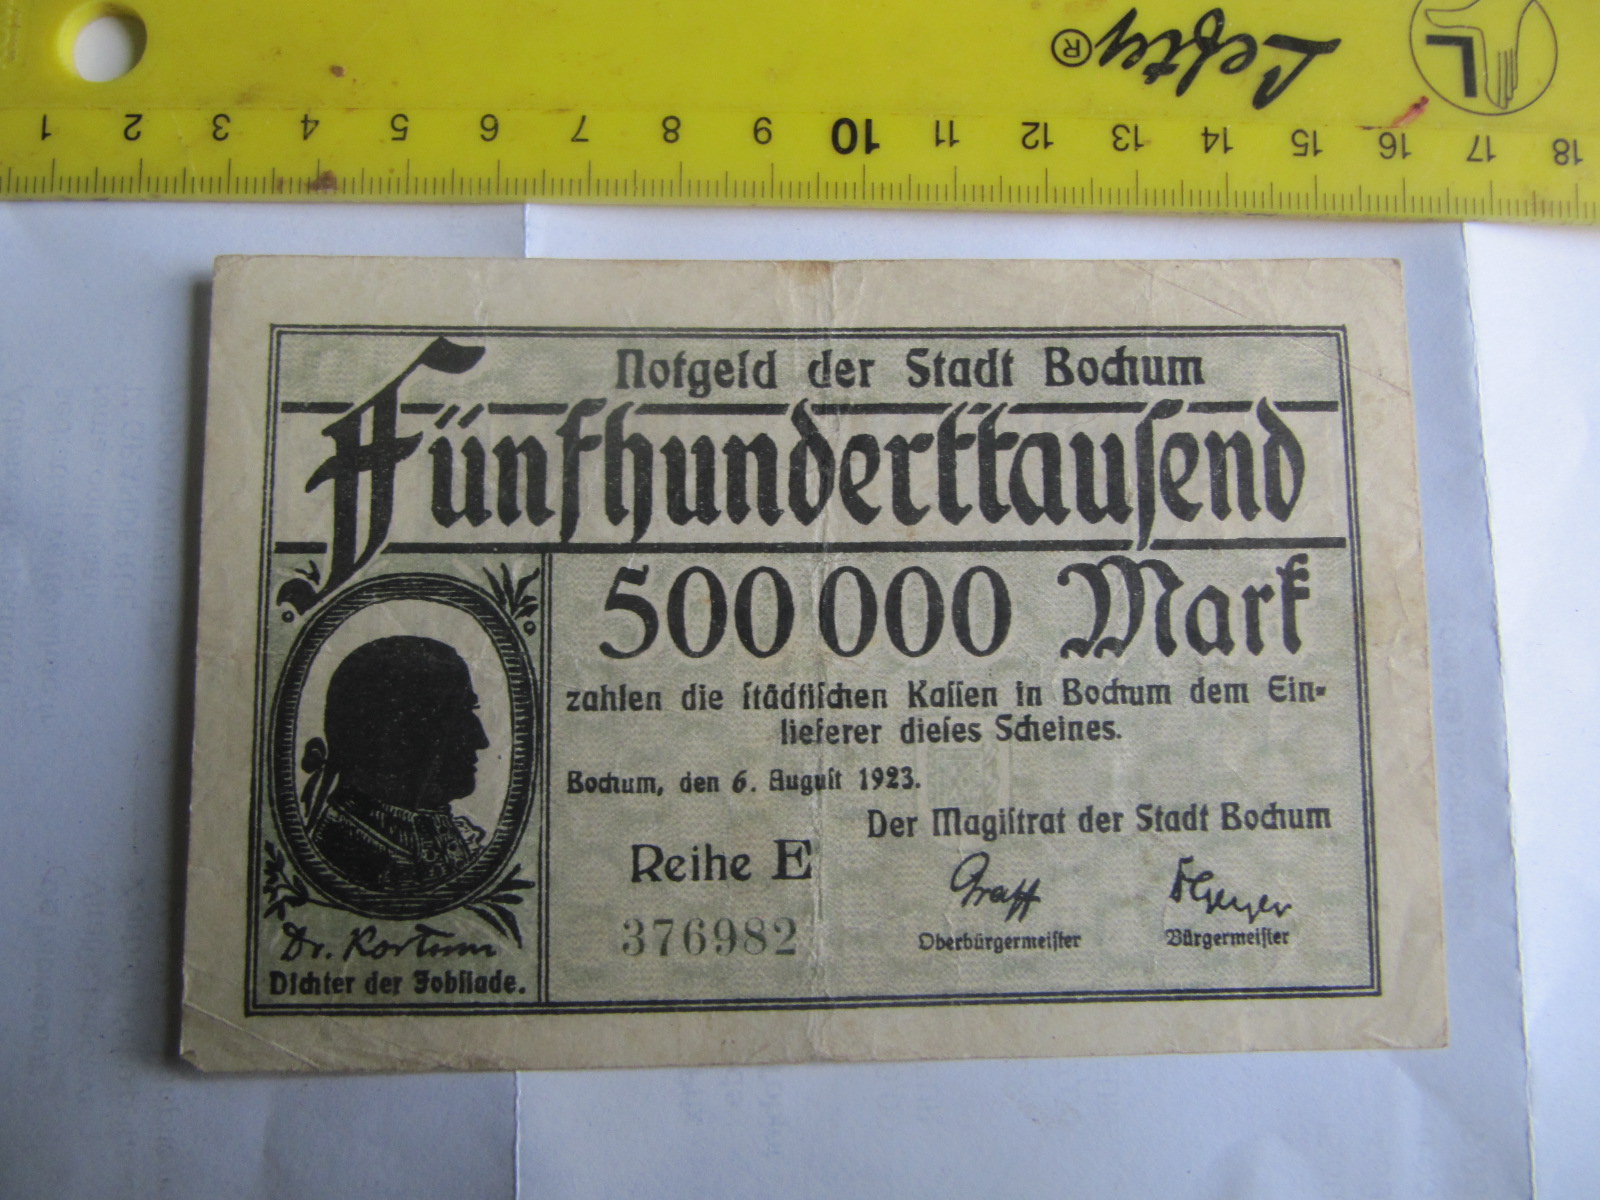 Lefty®
L
1 2 3 4 5 6 7 8 9 10 11 12 13 14 15 16 17 18
Notgeld der Stadt Bochum
Fünfhunderttauſend
500 000 Mark
zahlen die ſtädtiſchen Kaſſen in Bochum dem Ein-
lieferer dieſes Scheines.
Bochum, den 6. Auguſt 1923.
Der Magiſtrat der Stadt Bochum
Reihe E
Graff
376982
Oberbürgermeiſter
Bürgermeiſter
Dr. Kortum
Dichter der Jobſiade.